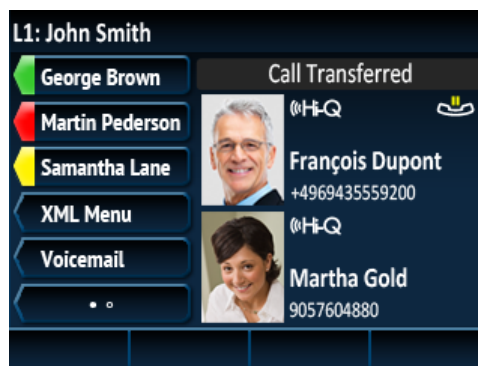 L1: John Smith
George Brown
Martin Pederson
Samantha Lane
XML Menu
Voicemail
Call Transferred
Hi-Q
François Dupont
+4969435559200
Hi-Q
Martha Gold
9057604880